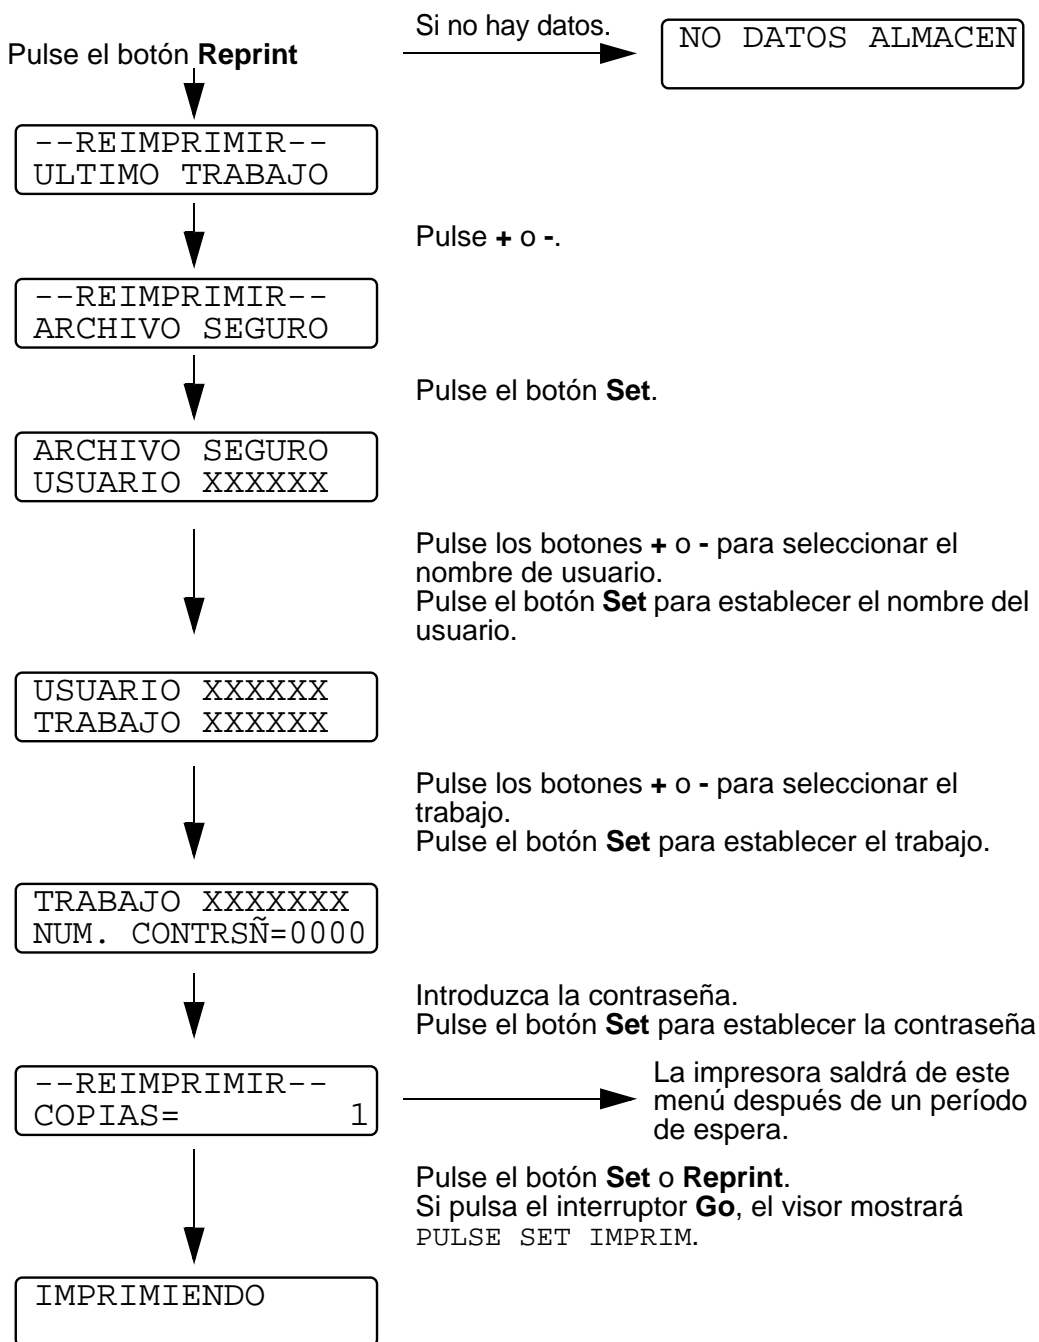 Si no hay datos.
NO DATOS ALMACEN
Pulse el botón Reprint
--REIMPRIMIR--
ULTIMO TRABAJO
Pulse + o -.
--REIMPRIMIR--
ARCHIVO SEGURO
Pulse el botón Set.
ARCHIVO SEGURO
USUARIO XXXXXX
Pulse los botones + o - para seleccionar el
nombre de usuario.
Pulse el botón Set para establecer el nombre del
usuario.
USUARIO XXXXXX
TRABAJO XXXXXX
Pulse los botones + o - para seleccionar el
trabajo.
Pulse el botón Set para establecer el trabajo.
TRABAJO XXXXXXX
NUM. CONTRSÑ=0000
Introduzca la contraseña.
Pulse el botón Set para establecer la contraseña
--REIMPRIMIR--
COPIAS= 1
La impresora saldrá de este
menú después de un período
de espera.
Pulse el botón Set o Reprint.
Si pulsa el interruptor Go, el visor mostrará
PULSE SET IMPRIM.
IMPRIMIENDO